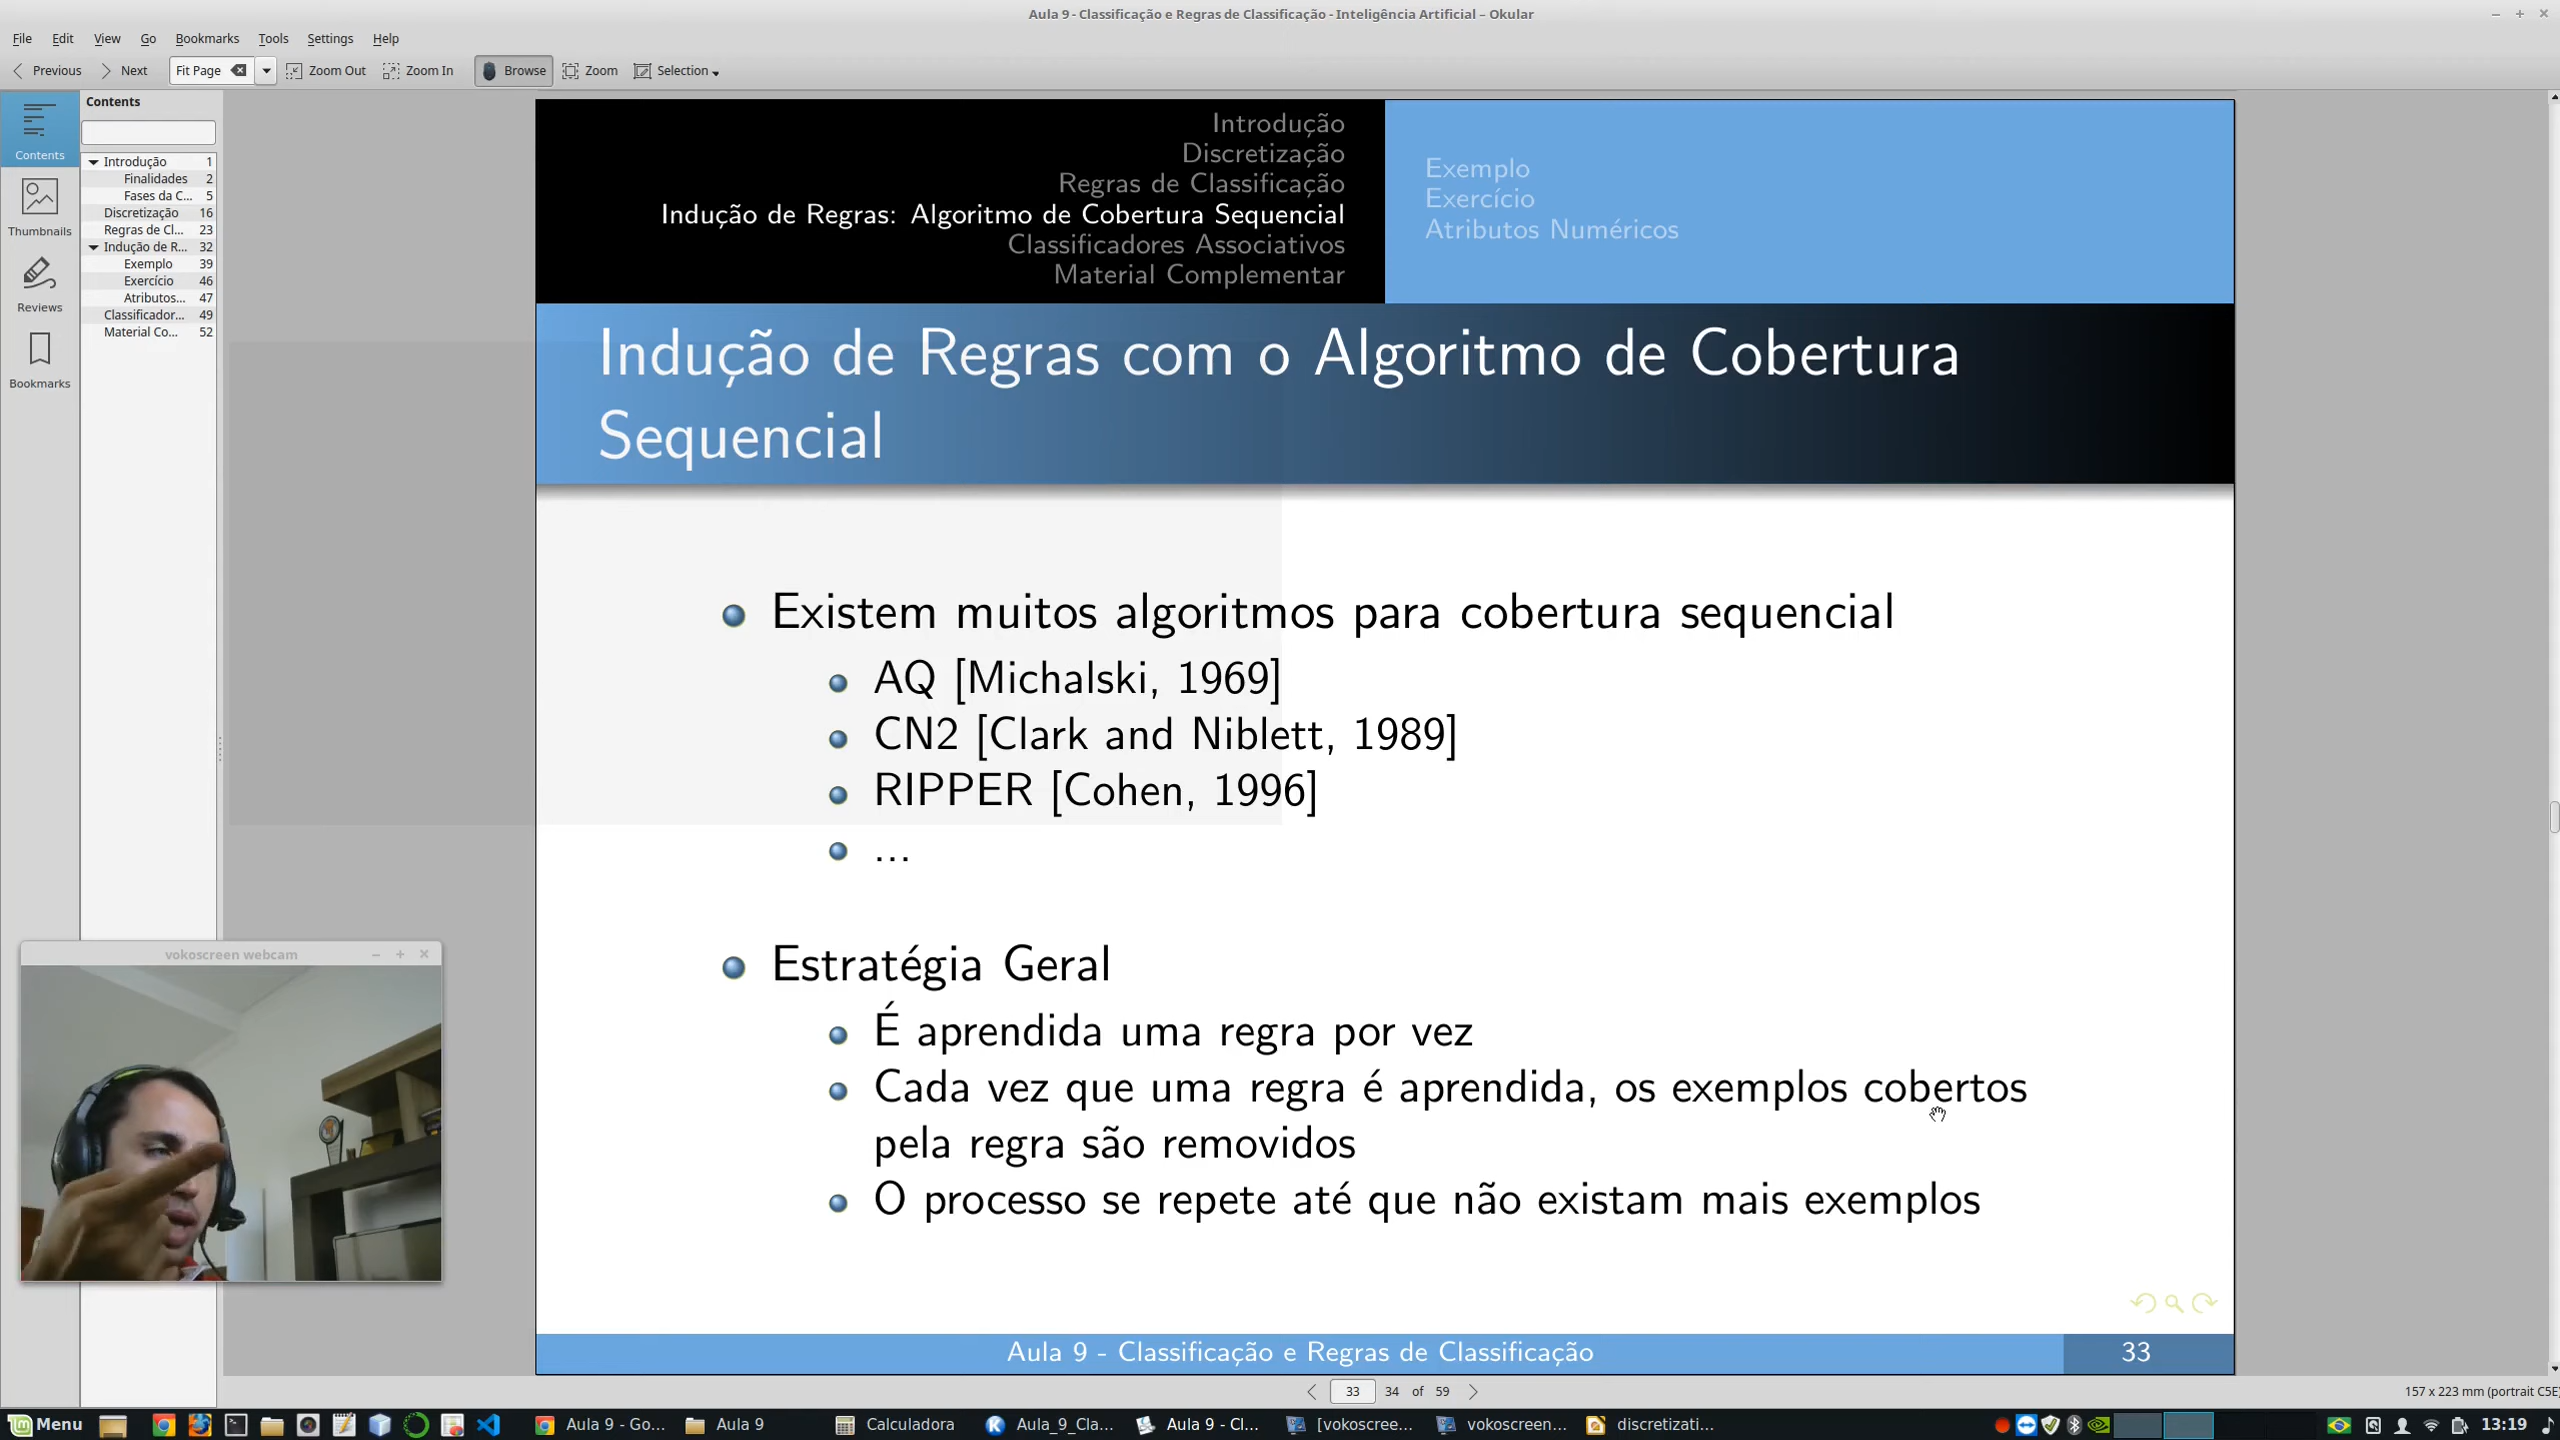 Aula 9 - Classificação e Regras de Classificação - Inteligência Artificial – Okular
File Edit View Go Bookmarks Tools Settings Help
Previous Next Fit Page Zoom Out Zoom In Browse Zoom Selection
Contents
Contents
Thumbnails
Reviews
Bookmarks
Introdução 1
Finalidades 2
Fases da C... 5
Discretização 16
Regras de Cl... 23
Indução de R... 32
Exemplo 39
Exercício 46
Atributos... 47
Classificador... 49
Material Co... 52
Introdução
Discretização
Regras de Classificação
Indução de Regras: Algoritmo de Cobertura Sequencial
Classificadores Associativos
Material Complementar
Exemplo
Exercício
Atributos Numéricos
Indução de Regras com o Algoritmo de Cobertura
Sequencial
Existem muitos algoritmos para cobertura sequencial
AQ [Michalski, 1969]
CN2 [Clark and Niblett, 1989]
RIPPER [Cohen, 1996]
...
Estratégia Geral
É aprendida uma regra por vez
Cada vez que uma regra é aprendida, os exemplos cobertos
pela regra são removidos
O processo se repete até que não existam mais exemplos
Aula 9 - Classificação e Regras de Classificação 33
vokoscreen webcam
33 34 of 59
157 x 223 mm (portrait C5E
Menu Aula 9 - Go... Aula 9 Calculadora Aula_9_Cla... Aula 9 - Cl... [vokoscree... vokoscreen... discretizati... 13:19